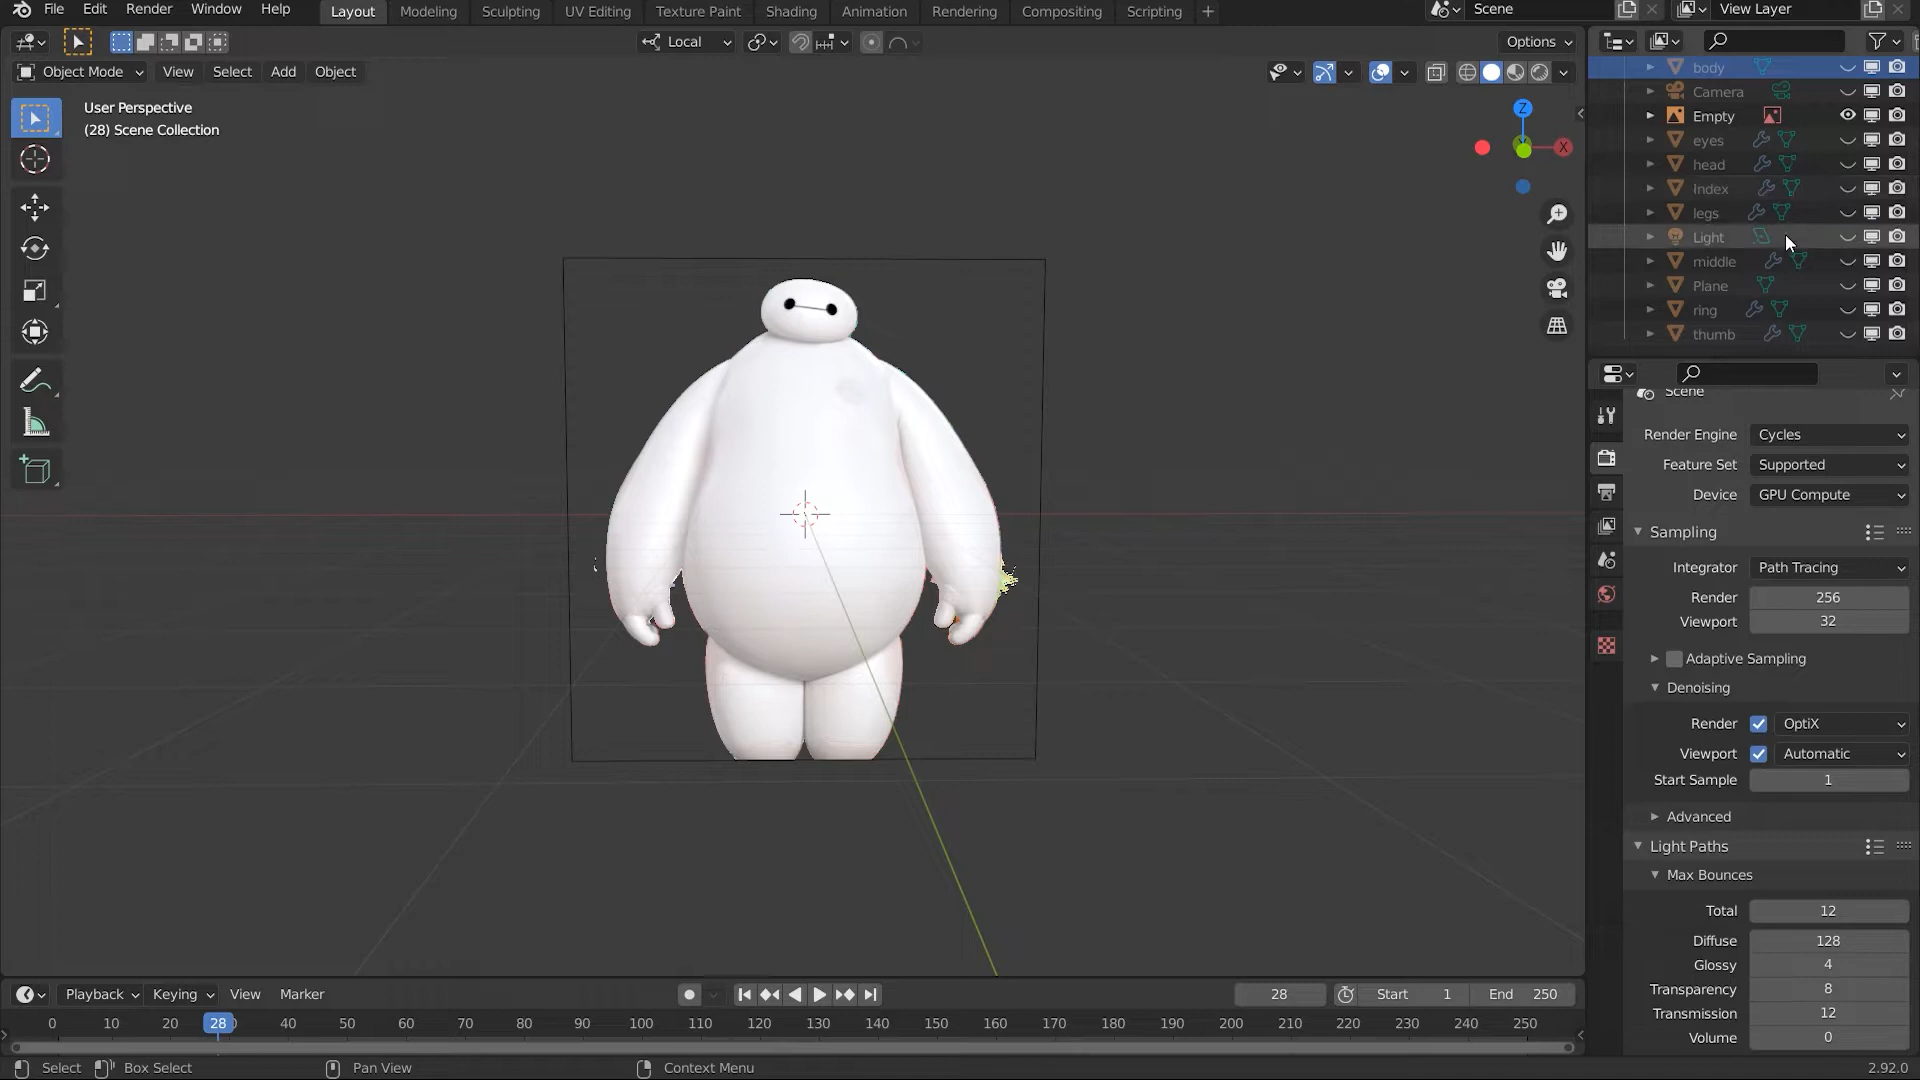 File Edit Render Window Help Layout Modeling Sculpting UV Editing Texture Paint Shading Animation Rendering Compositing Scripting + Scene View Layer
Local Options
Object Mode View Select Add Object
User Perspective
(28) Scene Collection
Z
X
body
Camera
Empty
eyes
head
Index
legs
Light
middle
Plane
ring
thumb
Scene
Render Engine Cycles
Feature Set Supported
Device GPU Compute
Sampling
Integrator Path Tracing
Render 256
Viewport 32
Adaptive Sampling
Denoising
Render OptiX
Viewport Automatic
Start Sample 1
Advanced
Light Paths
Max Bounces
Total 12
Diffuse 128
Glossy 4
Transparency 8
Transmission 12
Volume 0
Playback Keying View Marker 28 Start 1 End 250
0 10 20 28 40 50 60 70 80 90 100 110 120 130 140 150 160 170 180 190 200 210 220 230 240 250
Select Box Select Pan View Context Menu 2.92.0